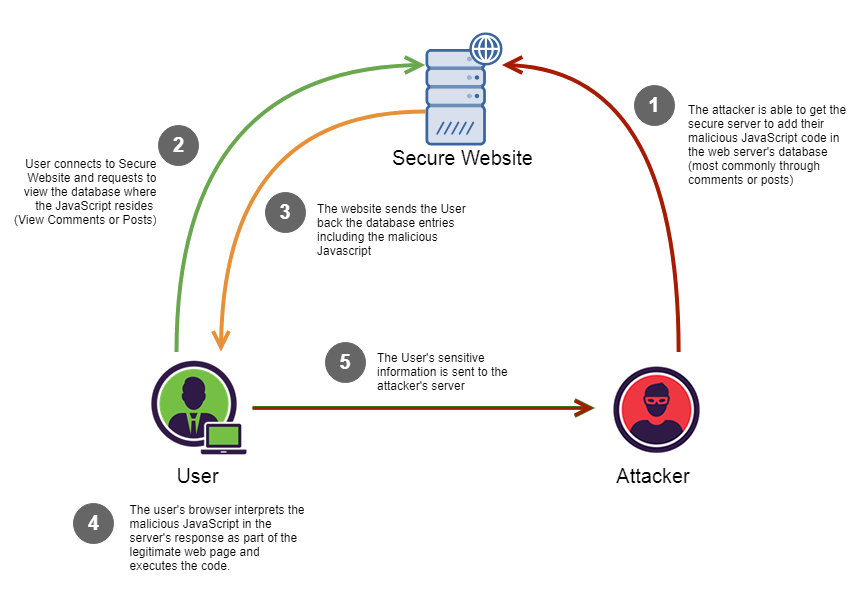 1
The attacker is able to get the
secure server to add their
malicious JavaScript code in
the web server's database
(most commonly through
comments or posts)
Secure Website
2
User connects to Secure
Website and requests to
view the database where
the JavaScript resides
(View Comments or Posts)
3
The website sends the User
back the database entries
including the malicious
Javascript
5
The User's sensitive
information is sent to the
attacker's server
User
Attacker
4
The user's browser interprets the
malicious JavaScript in the
server's response as part of the
legitimate web page and
executes the code.